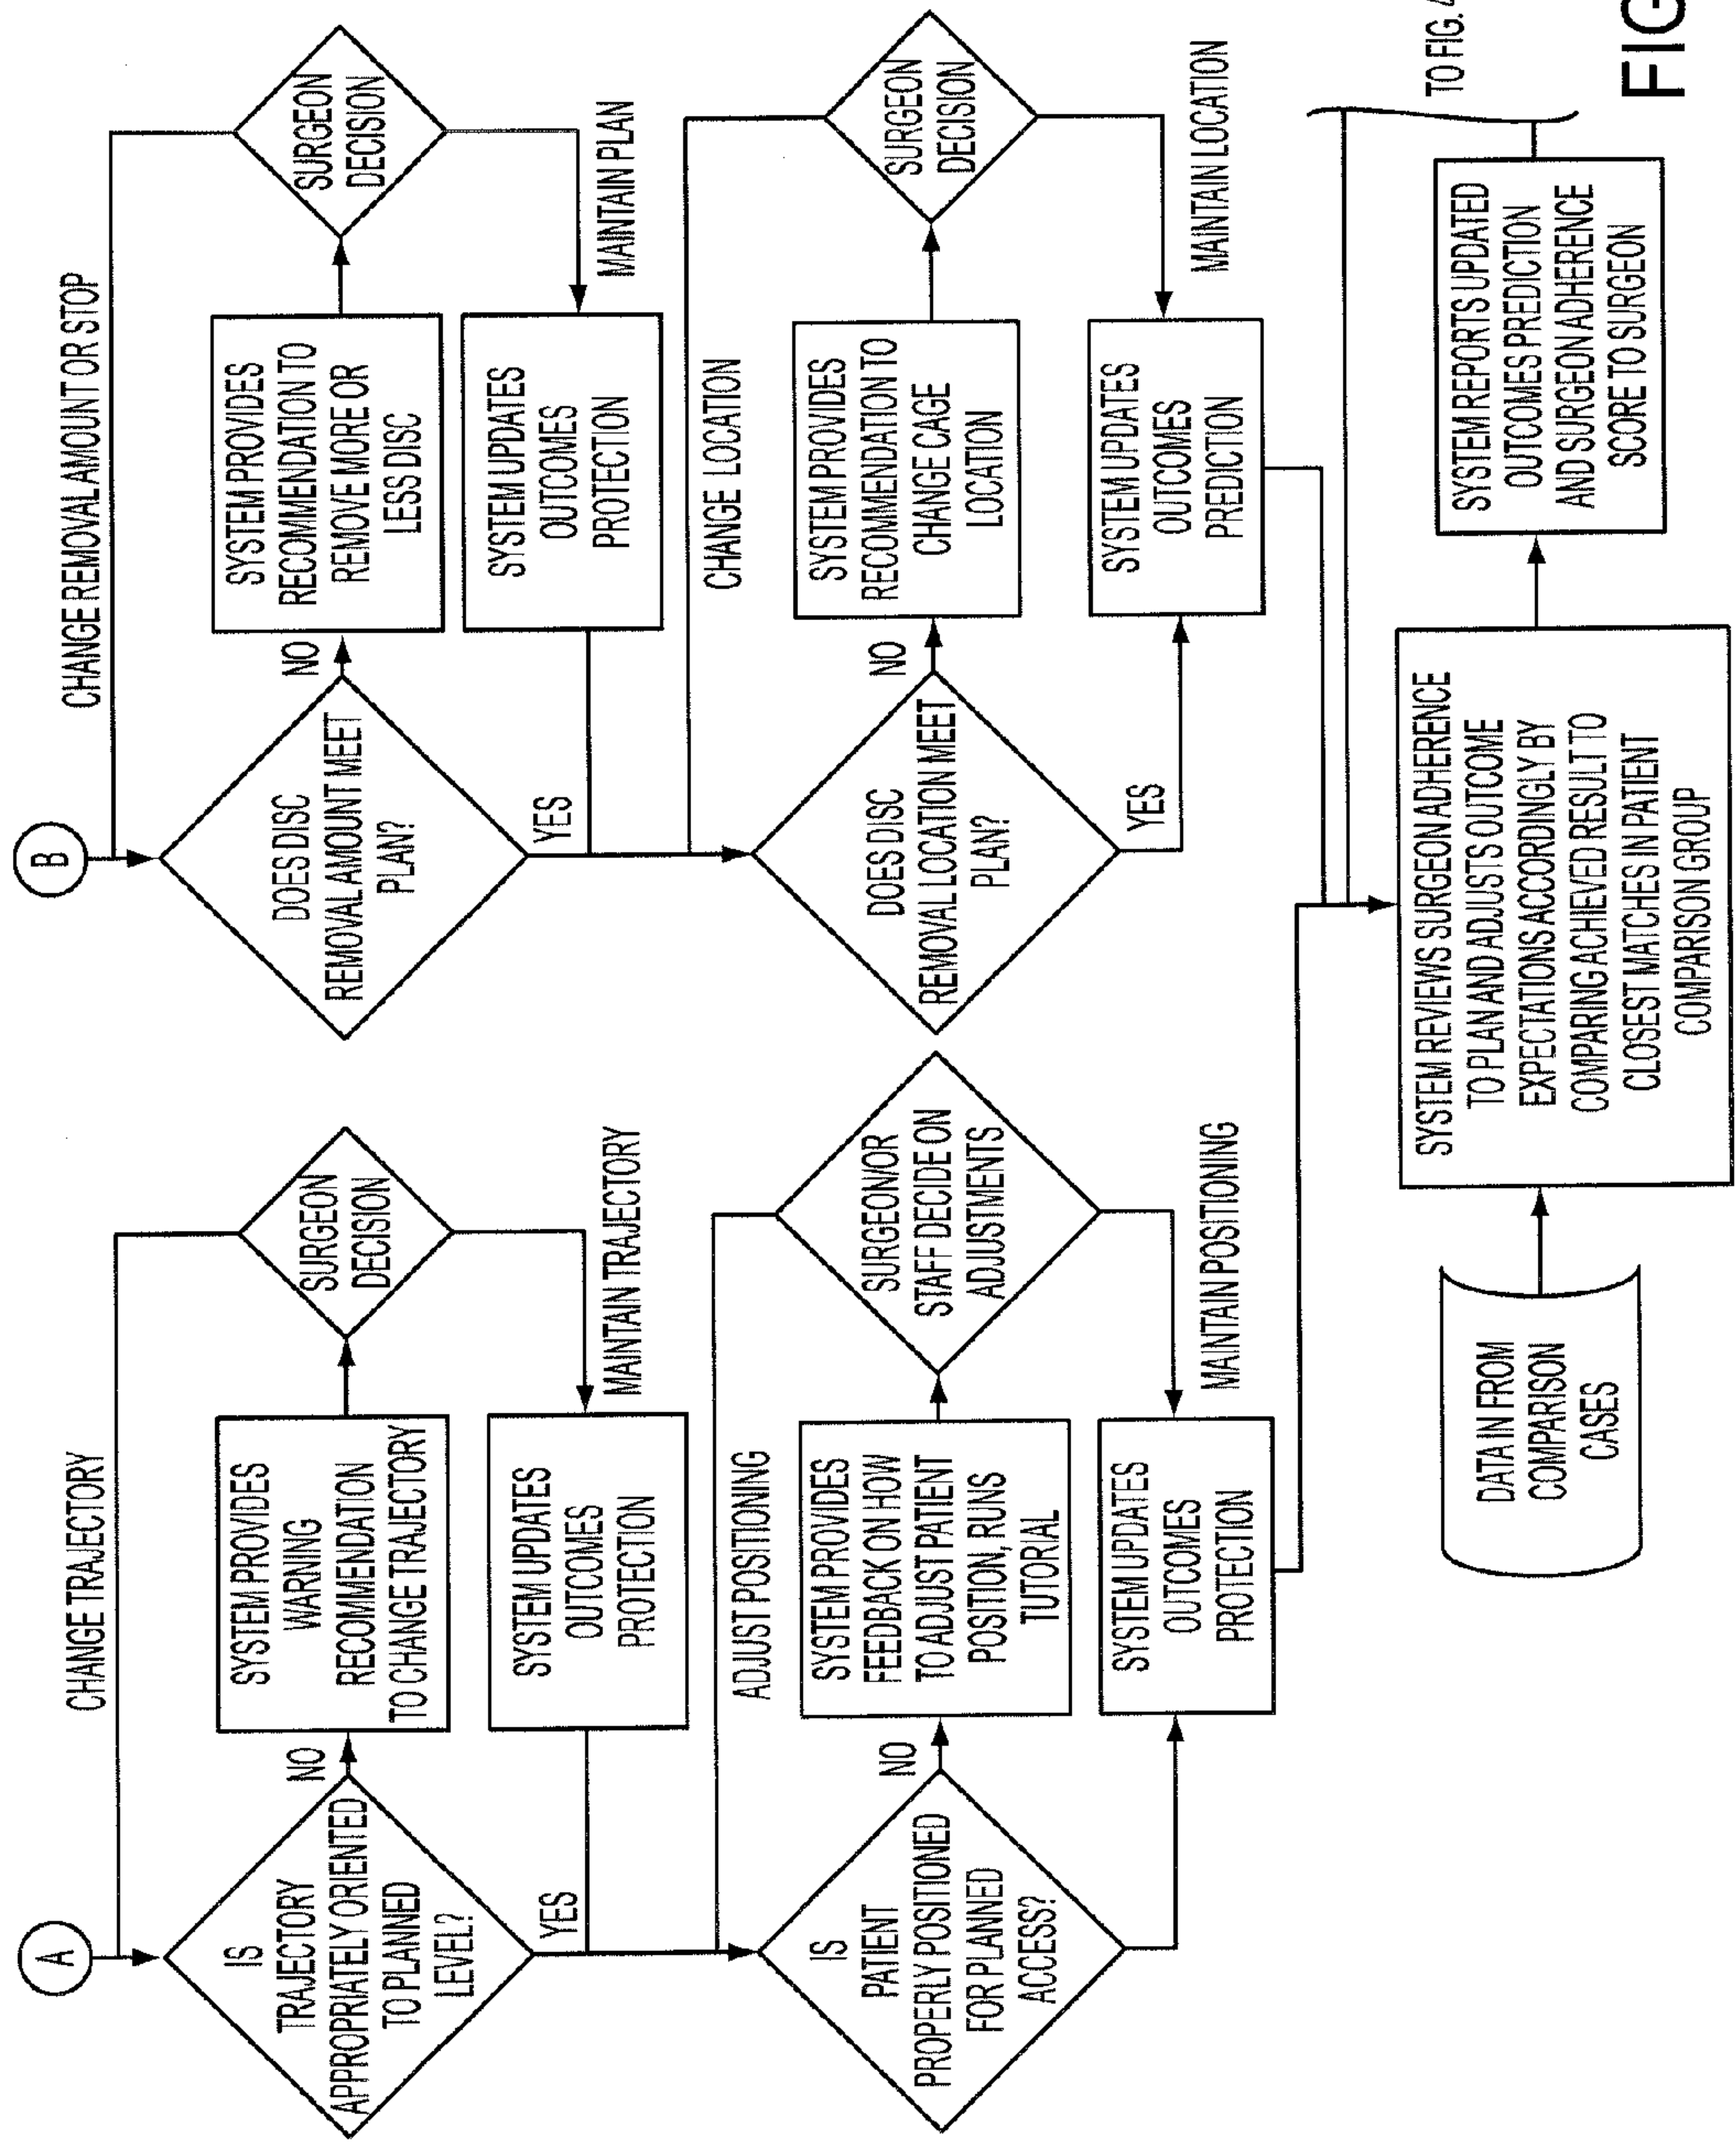 A
CHANGE TRAJECTORY
IS
TRAJECTORY
APPROPRIATELY ORIENTED
TO PLANNED
LEVEL?
NO
SYSTEM PROVIDES
WARNING
RECOMMENDATION
TO CHANGE TRAJECTORY
SURGEON
DECISION
YES
SYSTEM UPDATES
OUTCOMES
PROTECTION
MAINTAIN TRAJECTORY
ADJUST POSITIONING
IS
PATIENT
PROPERLY POSITIONED
FOR PLANNED
ACCESS?
NO
SYSTEM PROVIDES
FEEDBACK ON HOW
TO ADJUST PATIENT
POSITION, RUNS
TUTORIAL
SURGEON/OR
STAFF DECIDE ON
ADJUSTMENTS
SYSTEM UPDATES
OUTCOMES
PROTECTION
MAINTAIN POSITIONING
B
CHANGE REMOVAL AMOUNT OR STOP
DOES DISC
REMOVAL AMOUNT MEET
PLAN?
NO
SYSTEM PROVIDES
RECOMMENDATION TO
REMOVE MORE OR
LESS DISC
SURGEON
DECISION
YES
SYSTEM UPDATES
OUTCOMES
PROTECTION
MAINTAIN PLAN
CHANGE LOCATION
DOES DISC
REMOVAL LOCATION MEET
PLAN?
NO
SYSTEM PROVIDES
RECOMMENDATION TO
CHANGE CAGE
LOCATION
SURGEON
DECISION
YES
SYSTEM UPDATES
OUTCOMES
PREDICTION
MAINTAIN LOCATION
DATA IN FROM
COMPARISON
CASES
SYSTEM REVIEWS SURGEON ADHERENCE
TO PLAN AND ADJUSTS OUTCOME
EXPECTATIONS ACCORDINGLY BY
COMPARING ACHIEVED RESULT TO
CLOSEST MATCHES IN PATIENT
COMPARISON GROUP
SYSTEM REPORTS UPDATED
OUTCOMES PREDICTION
AND SURGEON ADHERENCE
SCORE TO SURGEON
TO FIG. 4
FIG